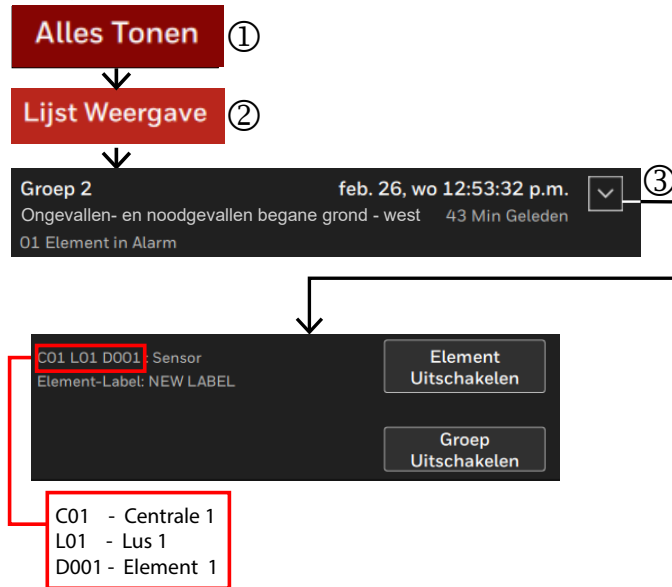 Alles Tonen ①
Lijst Weergave ②
Groep 2 feb. 26, wo 12:53:32 p.m. ③
Ongevallen- en noodgevallen begane grond - west 43 Min Geleden
01 Element in Alarm
C01 L01 D001 : Sensor
Element-Label: NEW LABEL
Element
Uitschakelen
Groep
Uitschakelen
C01 - Centrale 1
L01 - Lus 1
D001 - Element 1